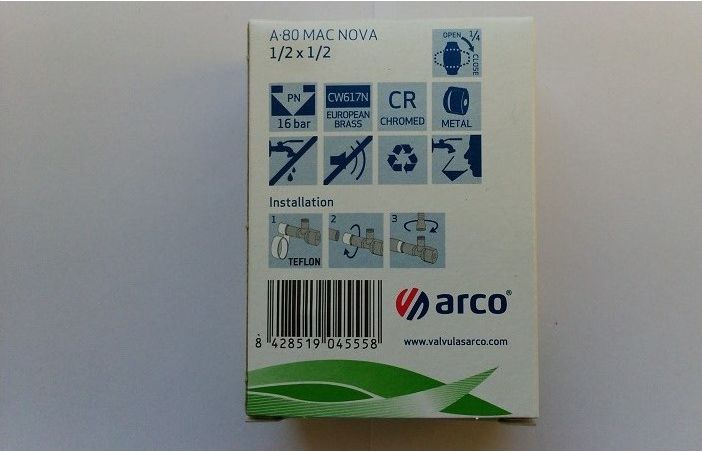 A·80 MAC NOVA
1/2 x 1/2
OPEN 1/4
CLOSE
PN
16 bar
CW617N
EUROPEAN
BRASS
CR
CHROMED
METAL
Installation
1
TEFLON
2
3
arco®
8 428519 045558
www.valvulasarco.com